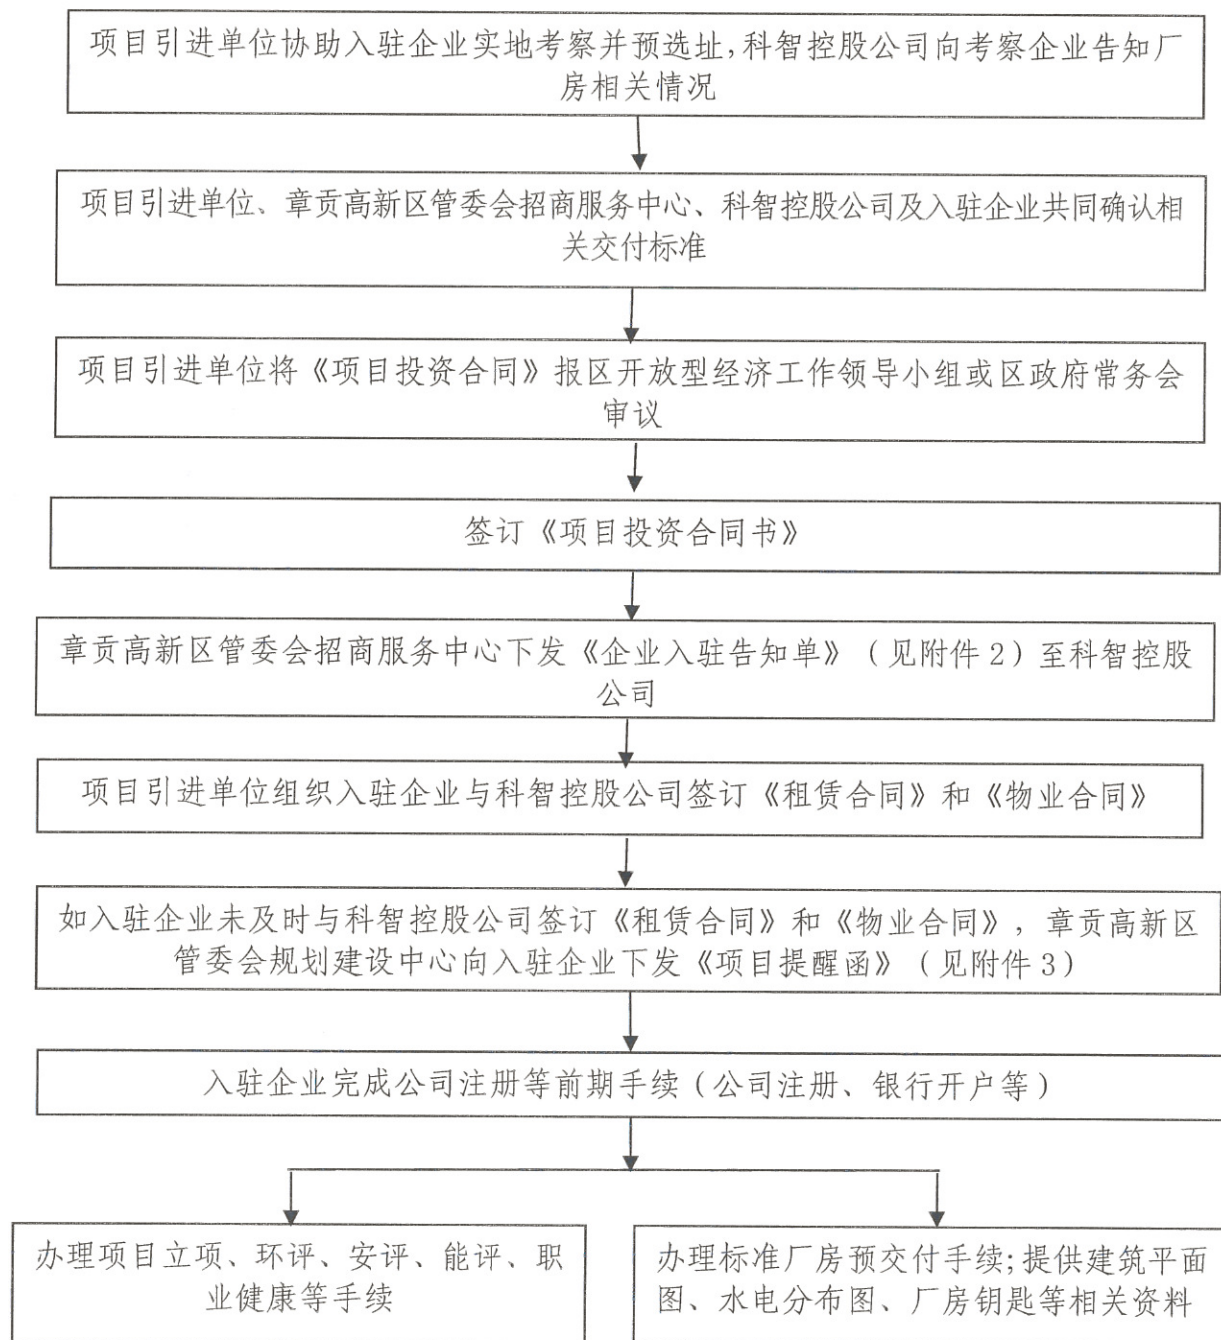 项目引进单位协助入驻企业实地考察并预选址,科智控股公司向考察企业告知厂
房相关情况
项目引进单位、章贡高新区管委会招商服务中心、科智控股公司及入驻企业共同确认相
关交付标准
项目引进单位将《项目投资合同》报区开放型经济工作领导小组或区政府常务会
审议
签订《项目投资合同书》
章贡高新区管委会招商服务中心下发《企业入驻告知单》（见附件2）至科智控股
公司
项目引进单位组织入驻企业与科智控股公司签订《租赁合同》和《物业合同》
如入驻企业未及时与科智控股公司签订《租赁合同》和《物业合同》，章贡高新区
管委会规划建设中心向入驻企业下发《项目提醒函》（见附件3）
入驻企业完成公司注册等前期手续（公司注册、银行开户等）
办理项目立项、环评、安评、能评、职
业健康等手续
办理标准厂房预交付手续;提供建筑平面
图、水电分布图、厂房钥匙等相关资料